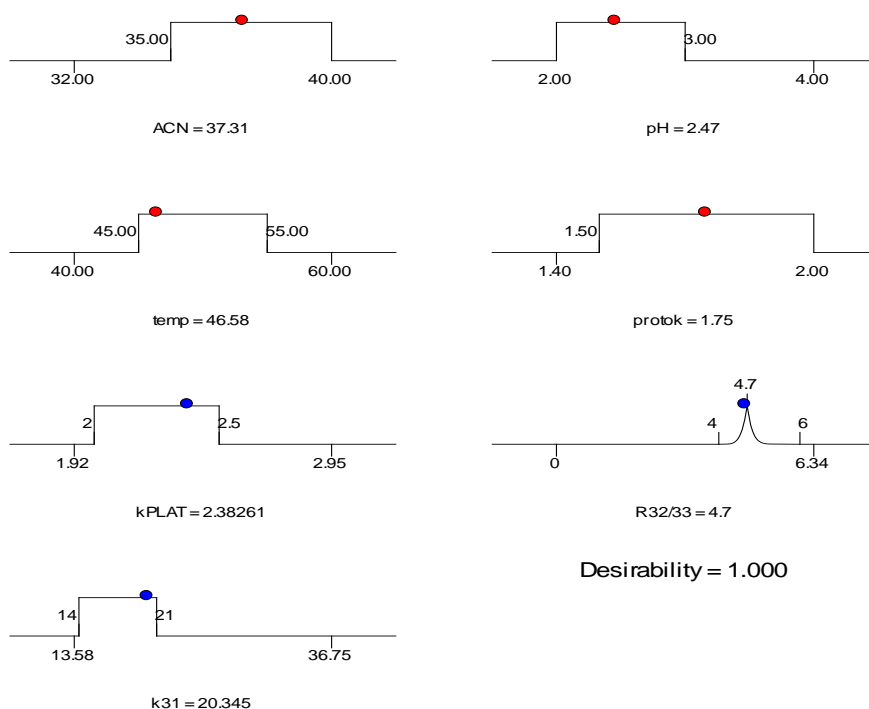 35.00
32.00 40.00
ACN = 37.31
3.00
2.00 4.00
pH = 2.47
45.00 55.00
40.00 60.00
temp = 46.58
1.50
1.40 2.00
protok = 1.75
2 2.5
1.92 2.95
kPLAT = 2.38261
4.7
4 6
0 6.34
R32/33 = 4.7
Desirability = 1.000
14 21
13.58 36.75
k31 = 20.345